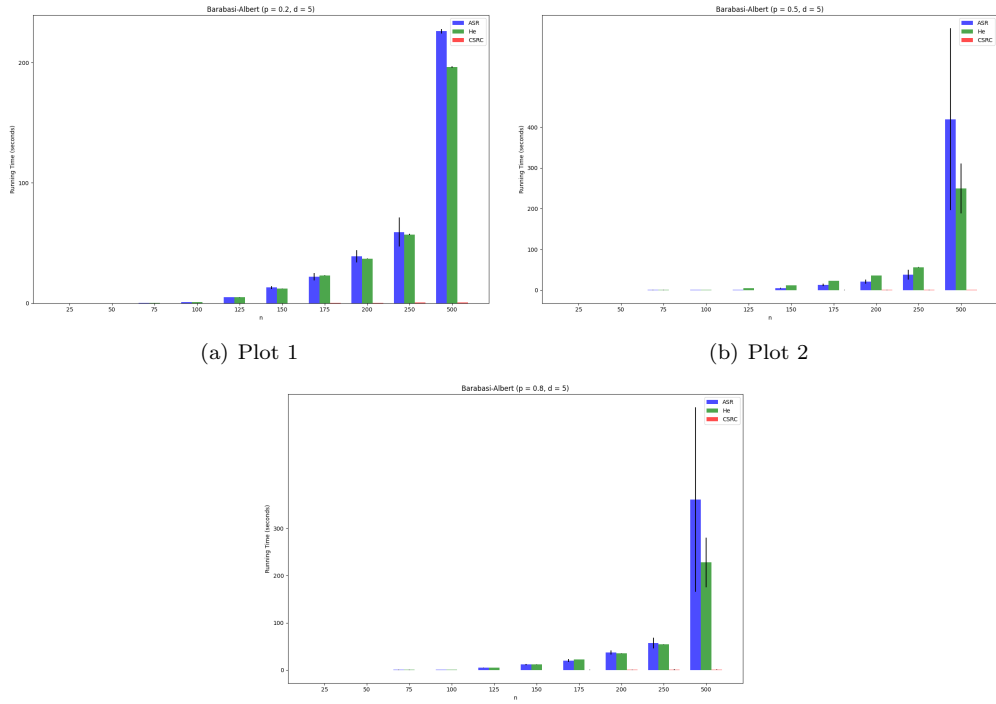 Barabasi-Albert (p = 0.2, d = 5)
ASR
He
CSRC
Running Time (seconds)
200
100
0
25 50 75 100 125 150 175 200 250 500
n
(a) Plot 1
Barabasi-Albert (p = 0.5, d = 5)
ASR
He
CSRC
Running Time (seconds)
400
300
200
100
0
25 50 75 100 125 150 175 200 250 500
n
(b) Plot 2
Barabasi-Albert (p = 0.8, d = 5)
ASR
He
CSRC
Running Time (seconds)
300
200
100
0
25 50 75 100 125 150 175 200 250 500
n